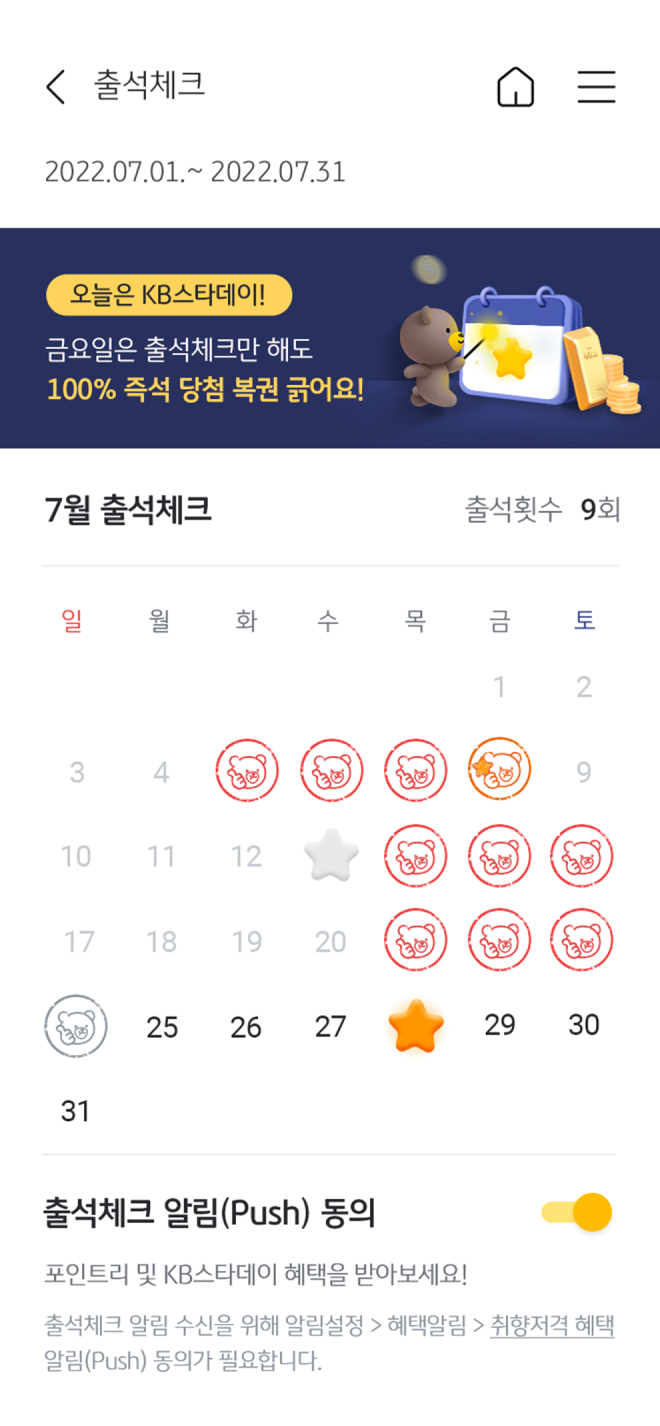 출석체크
2022.07.01.~ 2022.07.31
오늘은 KB스타데이!
금요일은 출석체크만 해도
100% 즉석 당첨 복권 긁어요!
7월 출석체크 출석횟수 9회
일 월 화 수 목 금 토
1 2
3 4 9
10 11 12
17 18 19 20
25 26 27 29 30
31
출석체크 알림(Push) 동의
포인트리 및 KB스타데이 혜택을 받아보세요!
출석체크 알림 수신을 위해 알림설정 > 혜택알림 > 취향저격 혜택
알림(Push) 동의가 필요합니다.